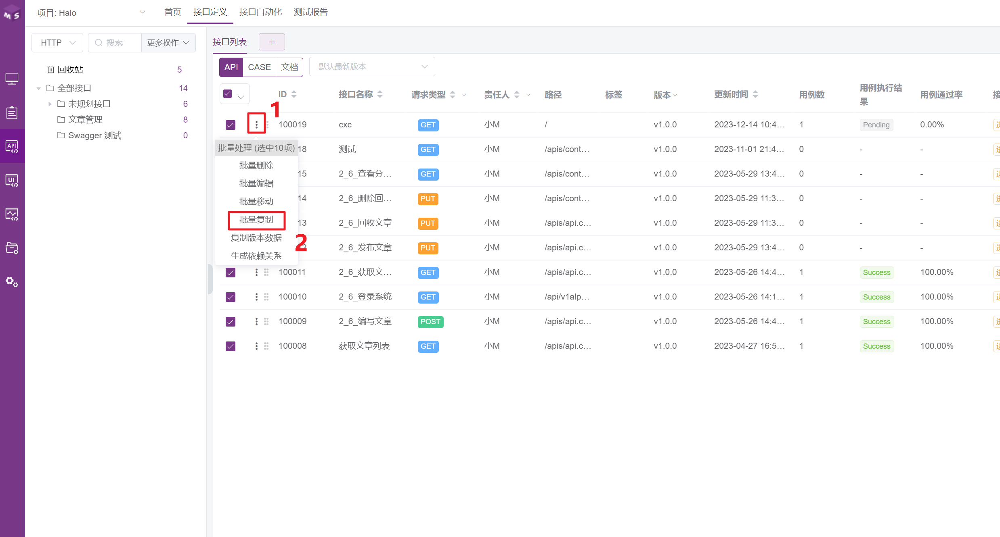 MS
项目: Halo
首页 接口定义 接口自动化 测试报告
HTTP 搜索 更多操作
回收站 5
全部接口 14
未规划接口 6
文章管理 8
Swagger 测试 0
API
UI
接口列表 +
API CASE 文档 默认最新版本
ID 接口名称 请求类型 责任人 路径 标签 版本 更新时间 用例数 用例执行结果 用例通过率 接
1
100019 cxc GET 小M / v1.0.0 2023-12-14 10:4... 1 Pending 0.00% 进
18 测试 GET 小M /apis/cont... v1.0.0 2023-11-01 21:4... 0 - - 进
15 2_6_查看分... GET 小M /apis/cont... v1.0.0 2023-05-29 13:4... 0 - - 进
14 2_6_删除回... PUT 小M /apis/cont... v1.0.0 2023-05-29 11:3... 0 - - 进
13 2_6_回收文章 PUT 小M /apis/api.c... v1.0.0 2023-05-29 11:3... 0 - - 进
2 2_6_发布文章 PUT 小M /apis/api.c... v1.0.0 2023-05-29 13:4... 0 - - 进
100011 2_6_获取文... GET 小M /apis/api.c... v1.0.0 2023-05-26 14:4... 1 Success 100.00% 进
100010 2_6_登录系统 GET 小M /api/v1alp... v1.0.0 2023-05-26 14:1... 1 Success 100.00% 进
100009 2_6_编写文章 POST 小M /apis/api.c... v1.0.0 2023-05-26 14:4... 1 Success 100.00% 进
100008 获取文章列表 GET 小M /apis/api.c... v1.0.0 2023-04-27 16:5... 1 Success 100.00% 进
批量处理 (选中10项)
批量删除
批量编辑
批量移动
批量复制
复制版本数据
生成依赖关系
2